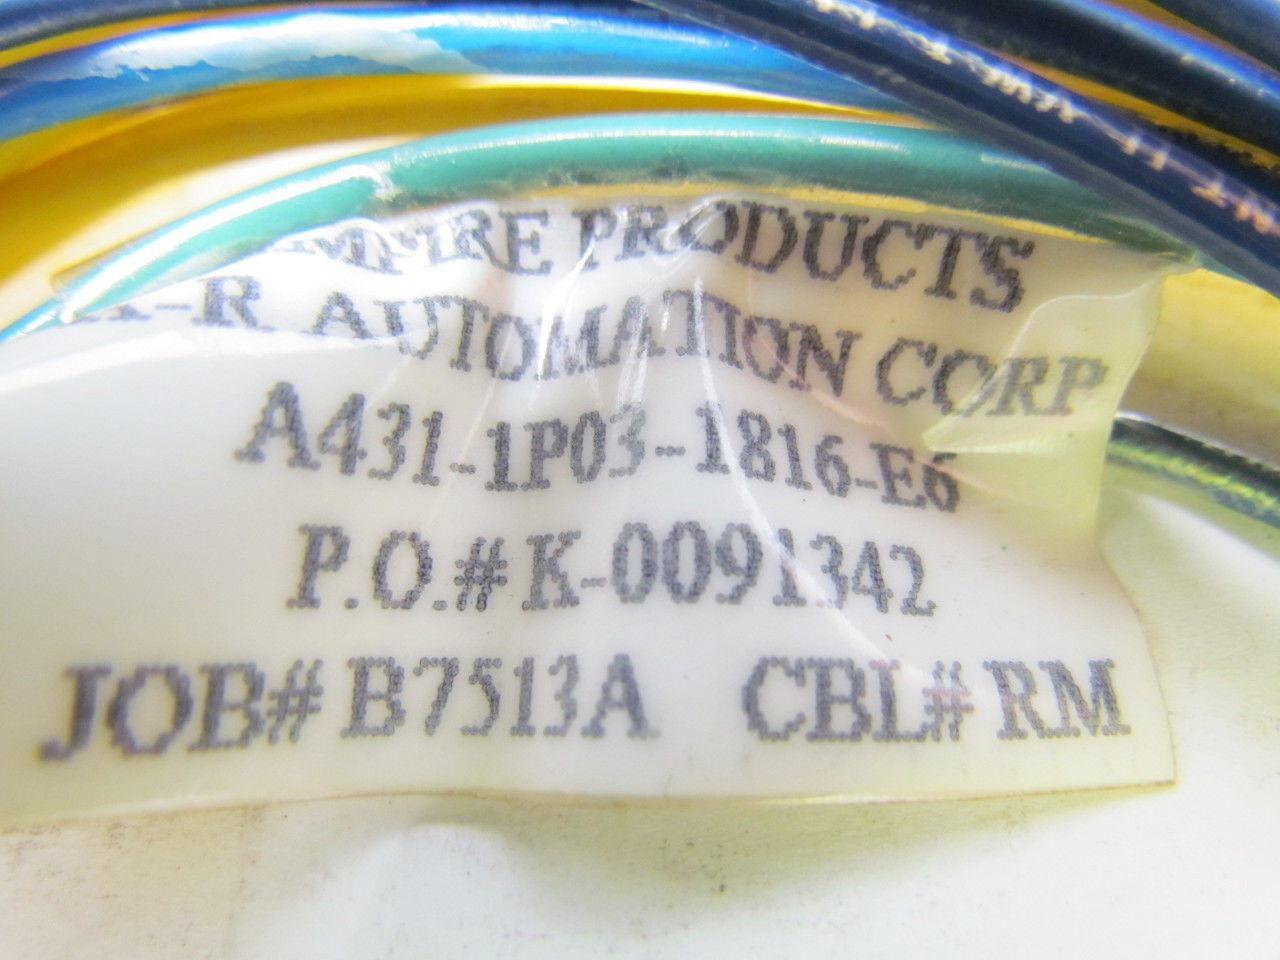 PRODUCTS
AUTOMATION CORP
A431-1P03-1816-E6
P.O.# K-0091342
JOB# B7513A CBL# RM